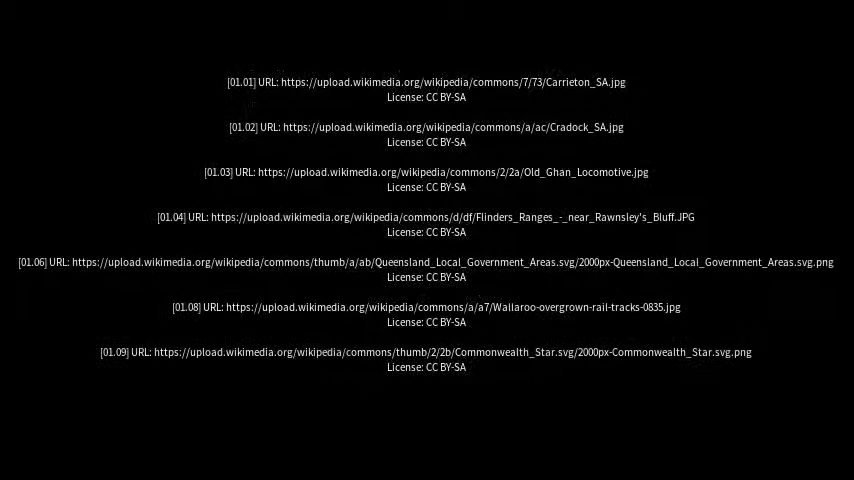 [01.01] URL: https://upload.wikimedia.org/wikipedia/commons/7/73/Carrieton_SA.jpg
License: CC BY-SA
[01.02] URL: https://upload.wikimedia.org/wikipedia/commons/a/ac/Cradock_SA.jpg
License: CC BY-SA
[01.03] URL: https://upload.wikimedia.org/wikipedia/commons/2/2a/Old_Ghan_Locomotive.jpg
License: CC BY-SA
[01.04] URL: https://upload.wikimedia.org/wikipedia/commons/d/df/Flinders_Ranges_-_near_Rawnsley's_Bluff.JPG
License: CC BY-SA
[01.06] URL: https://upload.wikimedia.org/wikipedia/commons/thumb/a/ab/Queensland_Local_Government_Areas.svg/2000px-Queensland_Local_Government_Areas.svg.png
License: CC BY-SA
[01.08] URL: https://upload.wikimedia.org/wikipedia/commons/a/a7/Wallaroo-overgrown-rail-tracks-0835.jpg
License: CC BY-SA
[01.09] URL: https://upload.wikimedia.org/wikipedia/commons/thumb/2/2b/Commonwealth_Star.svg/2000px-Commonwealth_Star.svg.png
License: CC BY-SA